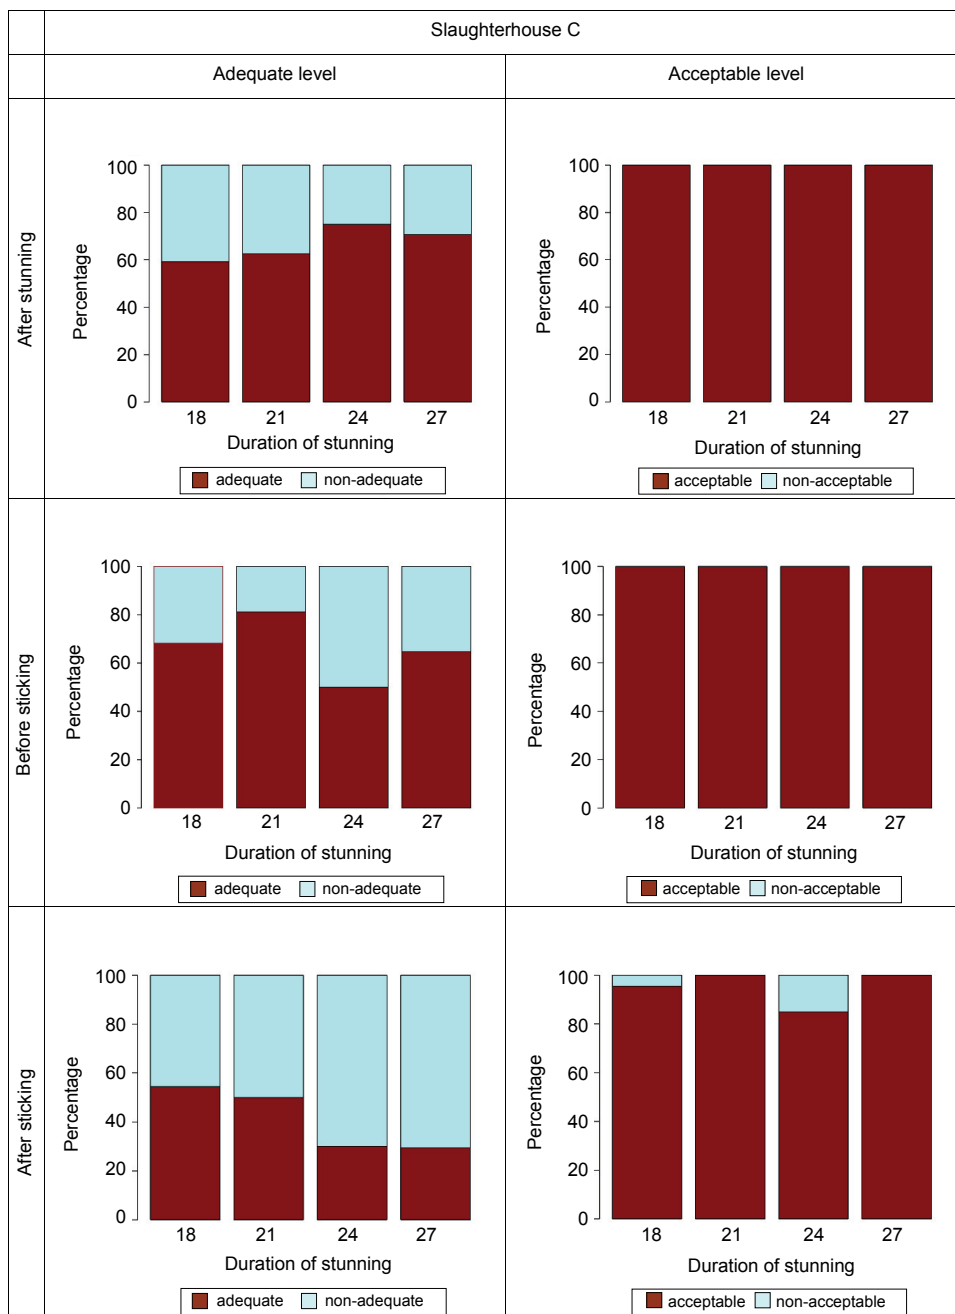 Slaughterhouse C
Adequate level
Acceptable level
After stunning
Percentage
100
80
60
40
20
0
18 21 24 27
Duration of stunning
adequate non-adequate
Percentage
100
80
60
40
20
0
18 21 24 27
Duration of stunning
acceptable non-acceptable
Before sticking
Percentage
100
80
60
40
20
0
18 21 24 27
Duration of stunning
adequate non-adequate
Percentage
100
80
60
40
20
0
18 21 24 27
Duration of stunning
acceptable non-acceptable
After sticking
Percentage
100
80
60
40
20
0
18 21 24 27
Duration of stunning
adequate non-adequate
Percentage
100
80
60
40
20
0
18 21 24 27
Duration of stunning
acceptable non-acceptable